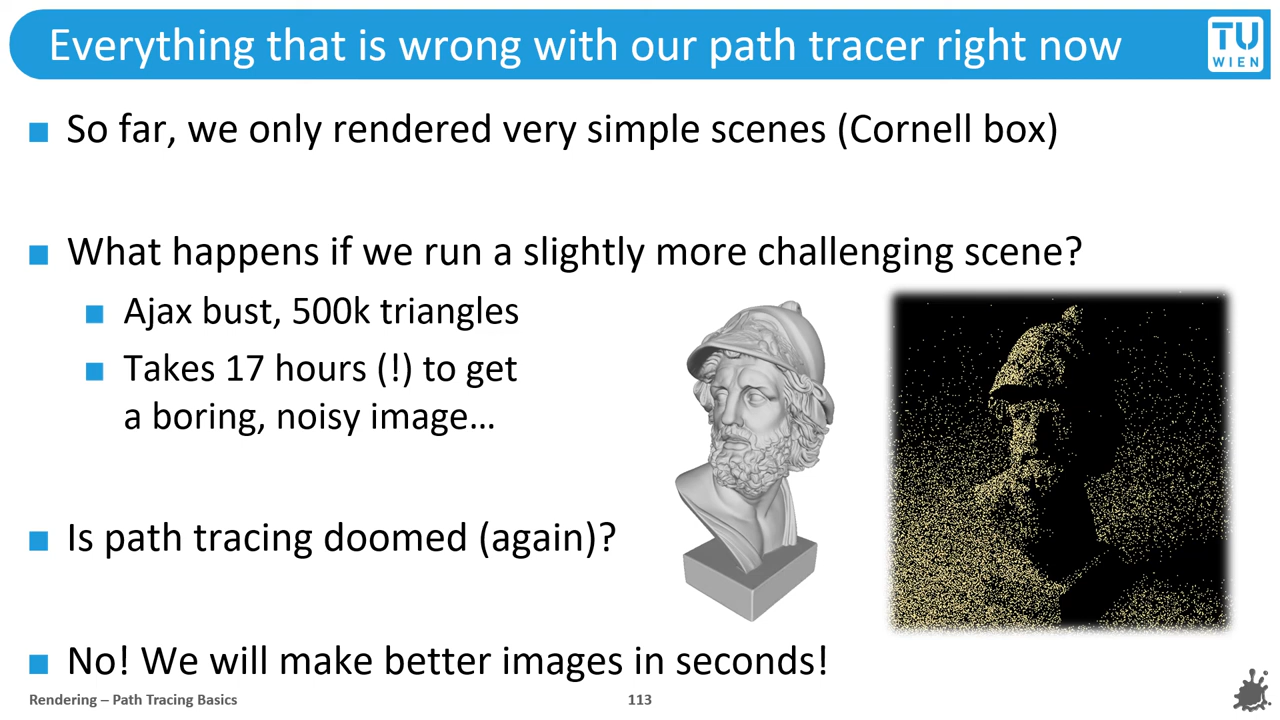 Everything that is wrong with our path tracer right now
TU
WIEN
So far, we only rendered very simple scenes (Cornell box)
What happens if we run a slightly more challenging scene?
Ajax bust, 500k triangles
Takes 17 hours (!) to get
a boring, noisy image…
Is path tracing doomed (again)?
No! We will make better images in seconds!
Rendering – Path Tracing Basics
113